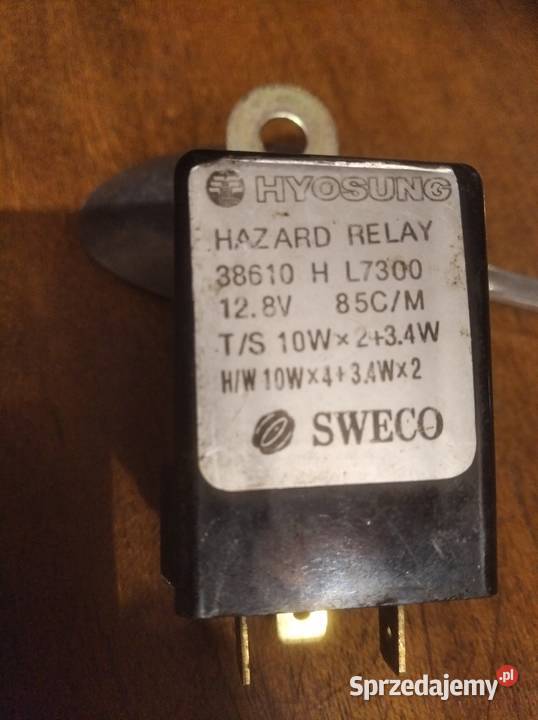 HYOSUNG
HAZARD RELAY
38610 H L7300
12.8V 85C/M
T/S 10W×2+3.4W
H/W 10W×4+3.4W×2
SWECO
Sprzedajemy.pl